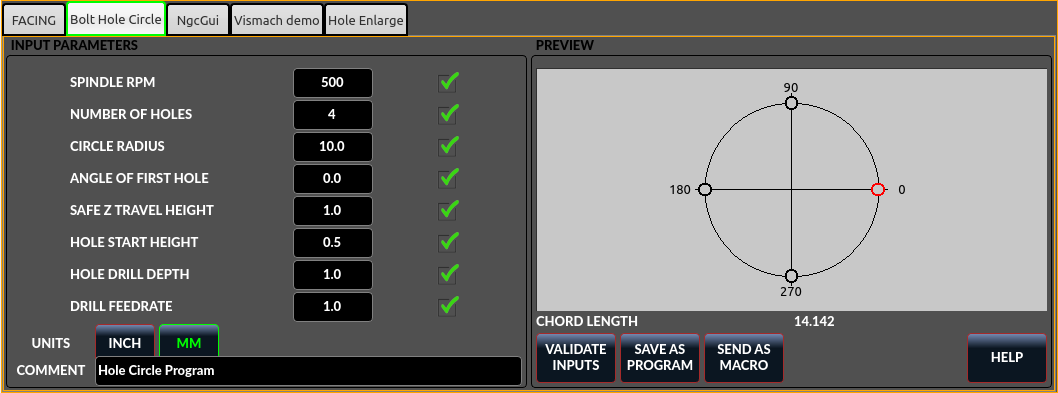 FACING Bolt Hole Circle NgcGui Vismach demo Hole Enlarge
INPUT PARAMETERS
SPINDLE RPM 500
NUMBER OF HOLES 4
CIRCLE RADIUS 10.0
ANGLE OF FIRST HOLE 0.0
SAFE Z TRAVEL HEIGHT 1.0
HOLE START HEIGHT 0.5
HOLE DRILL DEPTH 1.0
DRILL FEEDRATE 1.0
UNITS INCH MM
COMMENT Hole Circle Program
PREVIEW
90
180 0
270
CHORD LENGTH 14.142
VALIDATE
INPUTS
SAVE AS
PROGRAM
SEND AS
MACRO
HELP